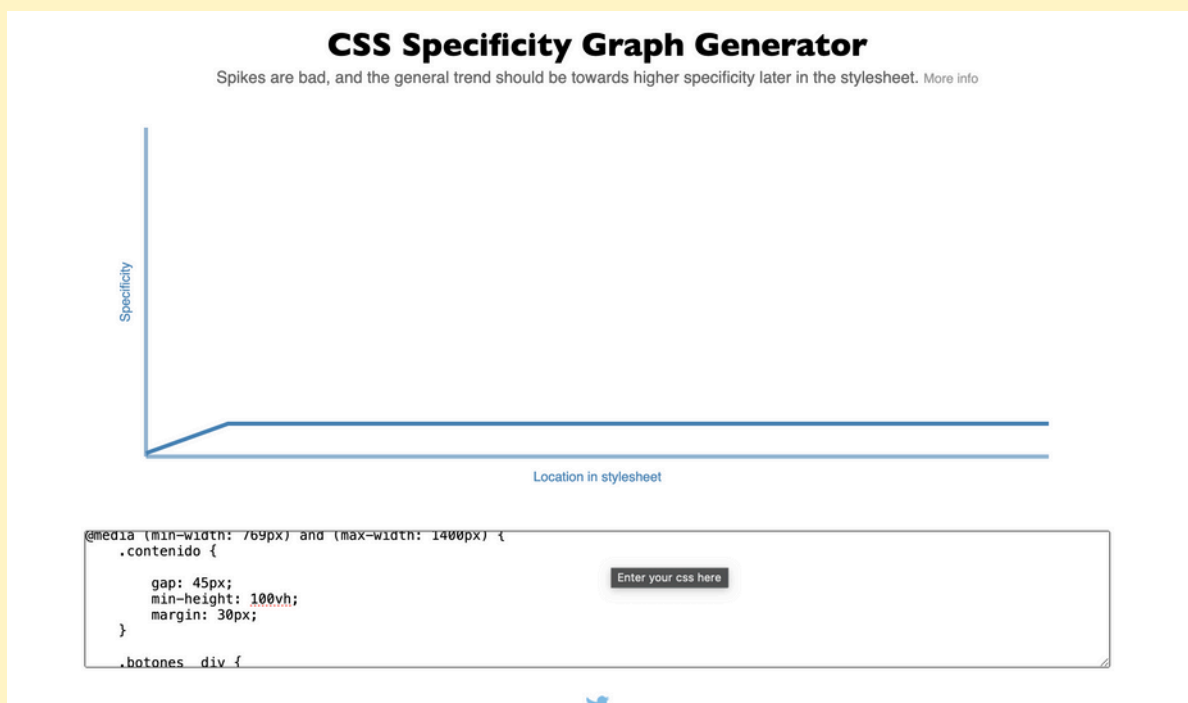 CSS Specificity Graph Generator
Spikes are bad, and the general trend should be towards higher specificity later in the stylesheet. More info
Specificity
Location in stylesheet
@media (min-width: 769px) and (max-width: 1400px) {
.contenido {
Enter your css here
gap: 45px;
min-height: 100vh;
margin: 30px;
}
.botones__div {